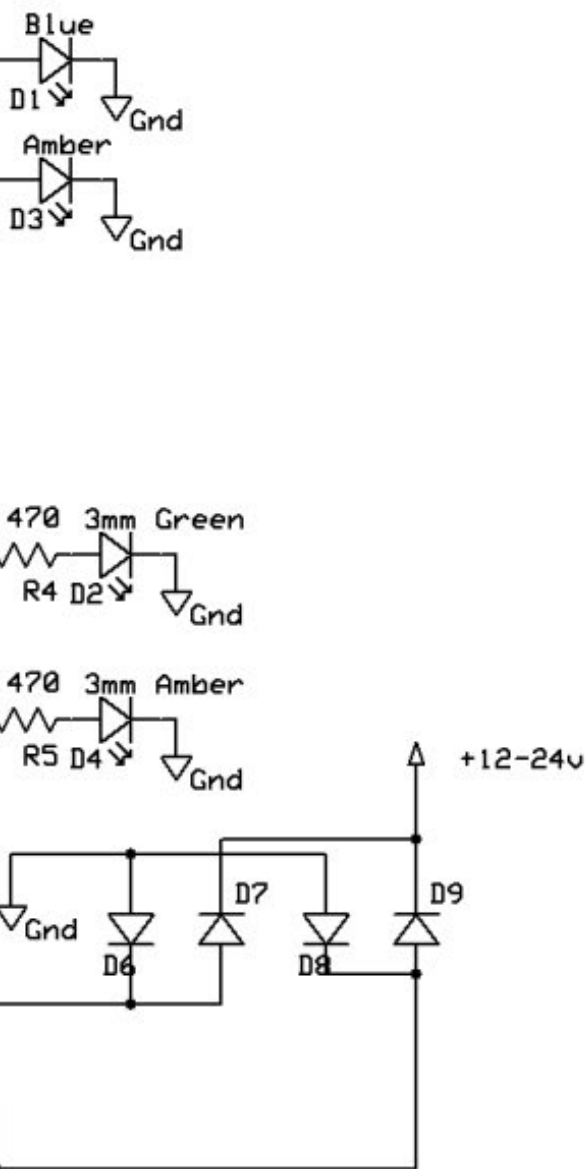 Blue
D1
Gnd
Amber
D3
Gnd
470 3mm Green
R4 D2
Gnd
470 3mm Amber
R5 D4
Gnd
+12-24v
D7
D9
Gnd
D6
D8